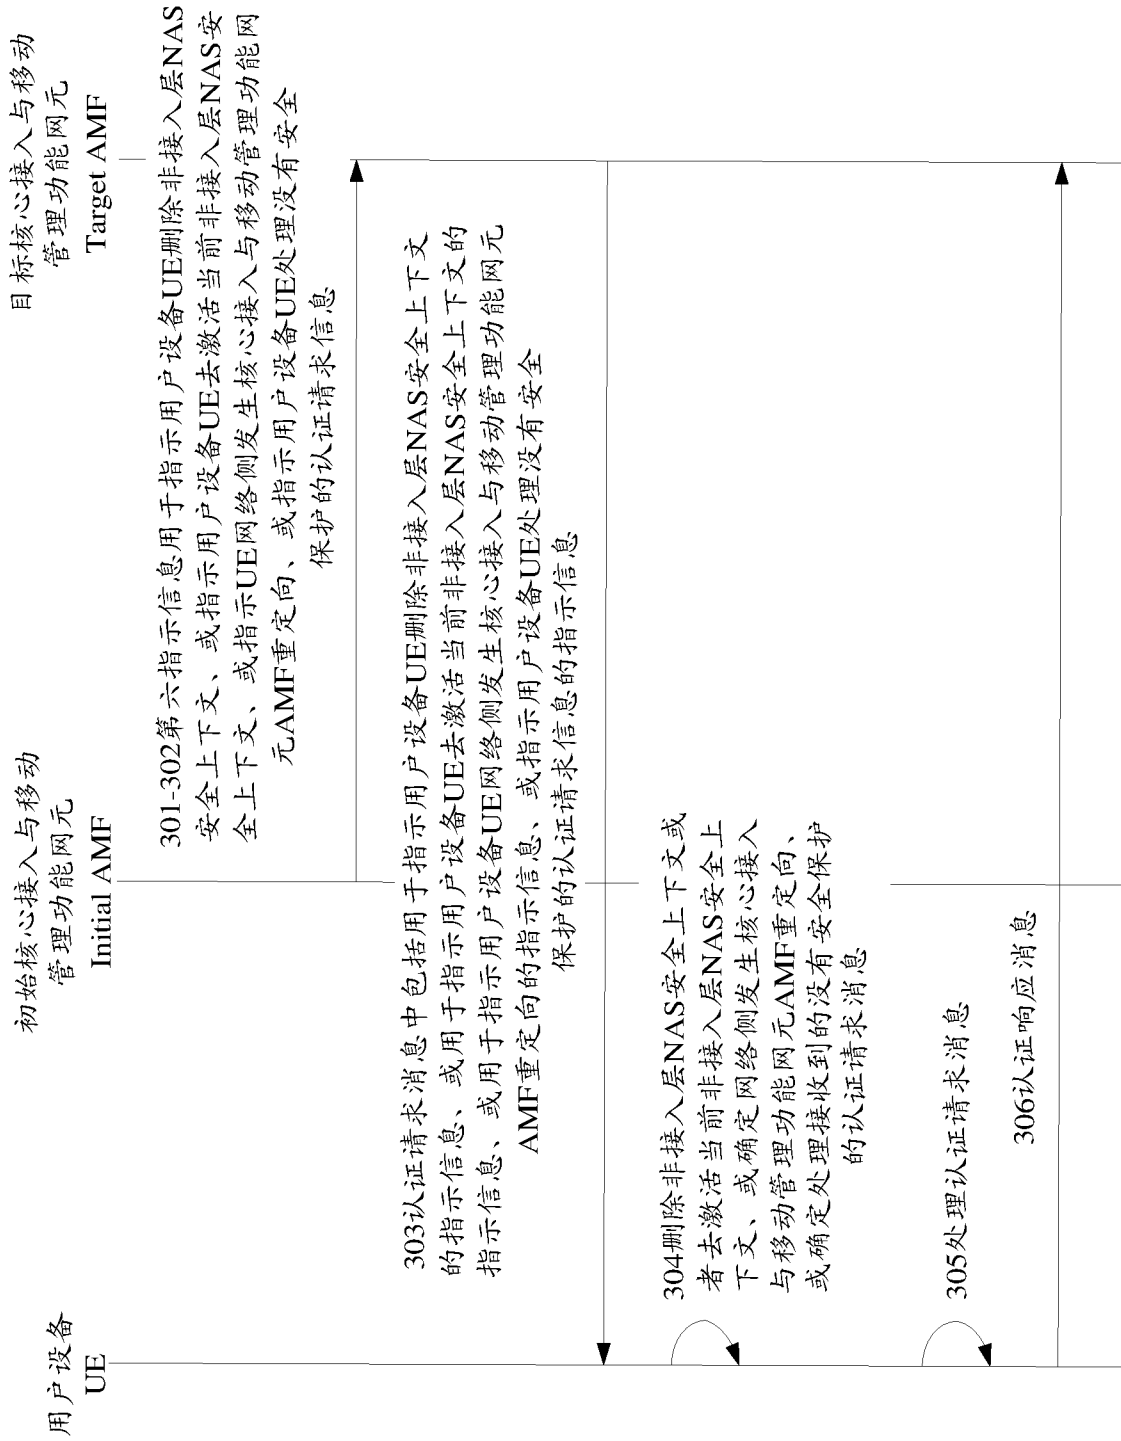 用户设备
UE
初始核心接入与移动
管理功能网元
Initial AMF
目标核心接入与移动
管理功能网元
Target AMF
301-302第六指示信息用于指示用户设备UE删除非接入层NAS
安全上下文、或指示用户设备UE去激活当前非接入层NAS安
全上下文、或指示UE网络侧发生核心接入与移动管理功能网
元AMF重定向、或指示用户设备UE处理没有安全
保护的认证请求信息
303认证请求消息中包括用于指示用户设备UE删除非接入层NAS安全上下文
的指示信息、或用于指示用户设备UE去激活当前非接入层NAS安全上下文的
指示信息、或用于指示用户设备UE网络侧发生核心接入与移动管理功能网元
AMF重定向的指示信息、或指示用户设备UE处理没有安全
保护的认证请求信息的指示信息
304删除非接入层NAS安全上下文或
者去激活当前非接入层NAS安全上
下文、或确定网络侧发生核心接入
与移动管理功能网元AMF重定向、
或确定处理接收到的没有安全保护
的认证请求消息
305处理认证请求消息
306认证响应消息